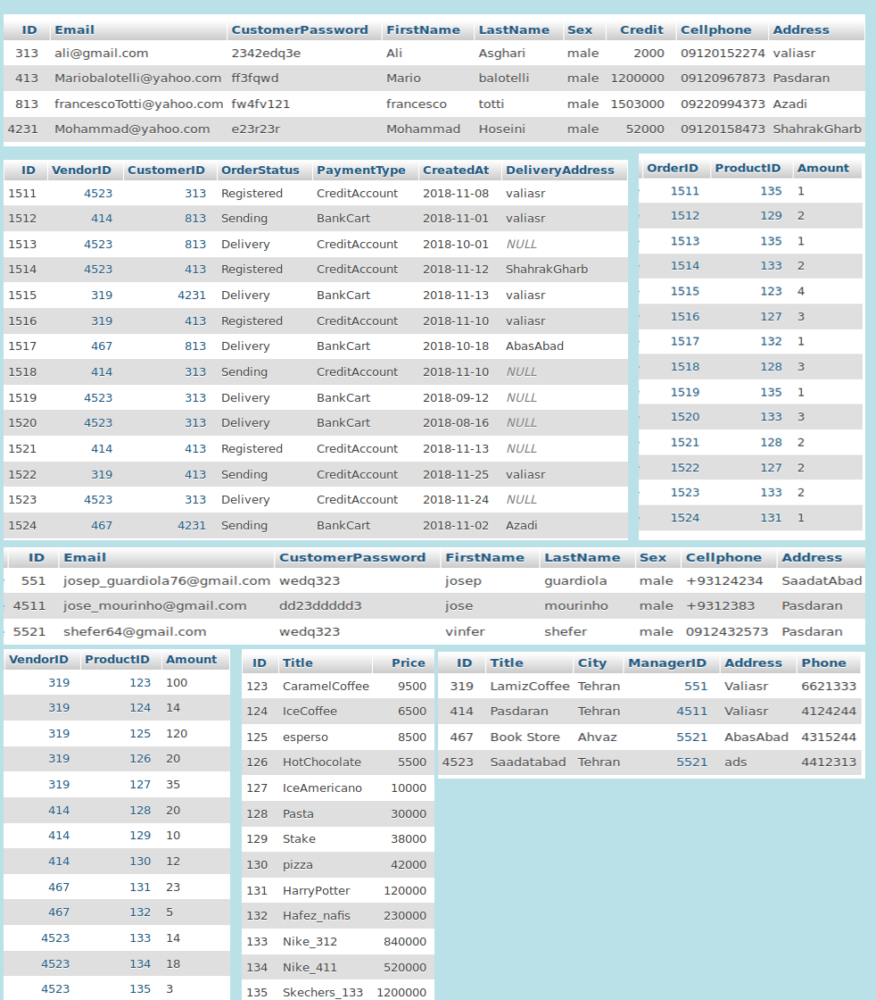 ID Email CustomerPassword FirstName LastName Sex Credit Cellphone Address
313 ali@gmail.com 2342edq3e Ali Asghari male 2000 09120152274 valiasr
413 Mariobalotelli@yahoo.com ff3fqwd Mario balotelli male 1200000 09120967873 Pasdaran
813 francescoTotti@yahoo.com fw4fv121 francesco totti male 1503000 09220994373 Azadi
4231 Mohammad@yahoo.com e23r23r Mohammad Hoseini male 52000 09120158473 ShahrakGharb
ID VendorID CustomerID OrderStatus PaymentType CreatedAt DeliveryAddress
1511 4523 313 Registered CreditAccount 2018-11-08 valiasr
1512 414 813 Sending BankCart 2018-11-01 valiasr
1513 4523 813 Delivery CreditAccount 2018-10-01 NULL
1514 4523 413 Registered CreditAccount 2018-11-12 ShahrakGharb
1515 319 4231 Delivery BankCart 2018-11-13 valiasr
1516 319 413 Registered CreditAccount 2018-11-10 valiasr
1517 467 813 Delivery BankCart 2018-10-18 AbasAbad
1518 414 313 Sending CreditAccount 2018-11-10 NULL
1519 4523 313 Delivery BankCart 2018-09-12 NULL
1520 4523 313 Delivery BankCart 2018-08-16 NULL
1521 414 413 Registered CreditAccount 2018-11-13 NULL
1522 319 413 Sending CreditAccount 2018-11-25 valiasr
1523 4523 313 Delivery CreditAccount 2018-11-24 NULL
1524 467 4231 Sending BankCart 2018-11-02 Azadi
OrderID ProductID Amount
1511 135 1
1512 129 2
1513 135 1
1514 133 2
1515 123 4
1516 127 3
1517 132 1
1518 128 3
1519 135 1
1520 133 3
1521 128 2
1522 127 2
1523 133 2
1524 131 1
ID Email CustomerPassword FirstName LastName Sex Cellphone Address
551 josep_guardiola76@gmail.com wedq323 josep guardiola male +93124234 SaadatAbad
4511 jose_mourinho@gmail.com dd23ddddd3 jose mourinho male +9312383 Pasdaran
5521 shefer64@gmail.com wedq323 vinfer shefer male 0912432573 Pasdaran
VendorID ProductID Amount
319 123 100
319 124 14
319 125 120
319 126 20
319 127 35
414 128 20
414 129 10
414 130 12
467 131 23
467 132 5
4523 133 14
4523 134 18
4523 135 3
ID Title Price
123 CaramelCoffee 9500
124 IceCoffee 6500
125 esperso 8500
126 HotChocolate 5500
127 IceAmericano 10000
128 Pasta 30000
129 Stake 38000
130 pizza 42000
131 HarryPotter 120000
132 Hafez_nafis 230000
133 Nike_312 840000
134 Nike_411 520000
135 Skechers_133 1200000
ID Title City ManagerID Address Phone
319 LamizCoffee Tehran 551 Valiasr 6621333
414 Pasdaran Tehran 4511 Valiasr 4124244
467 Book Store Ahvaz 5521 AbasAbad 4315244
4523 Saadatabad Tehran 5521 ads 4412313